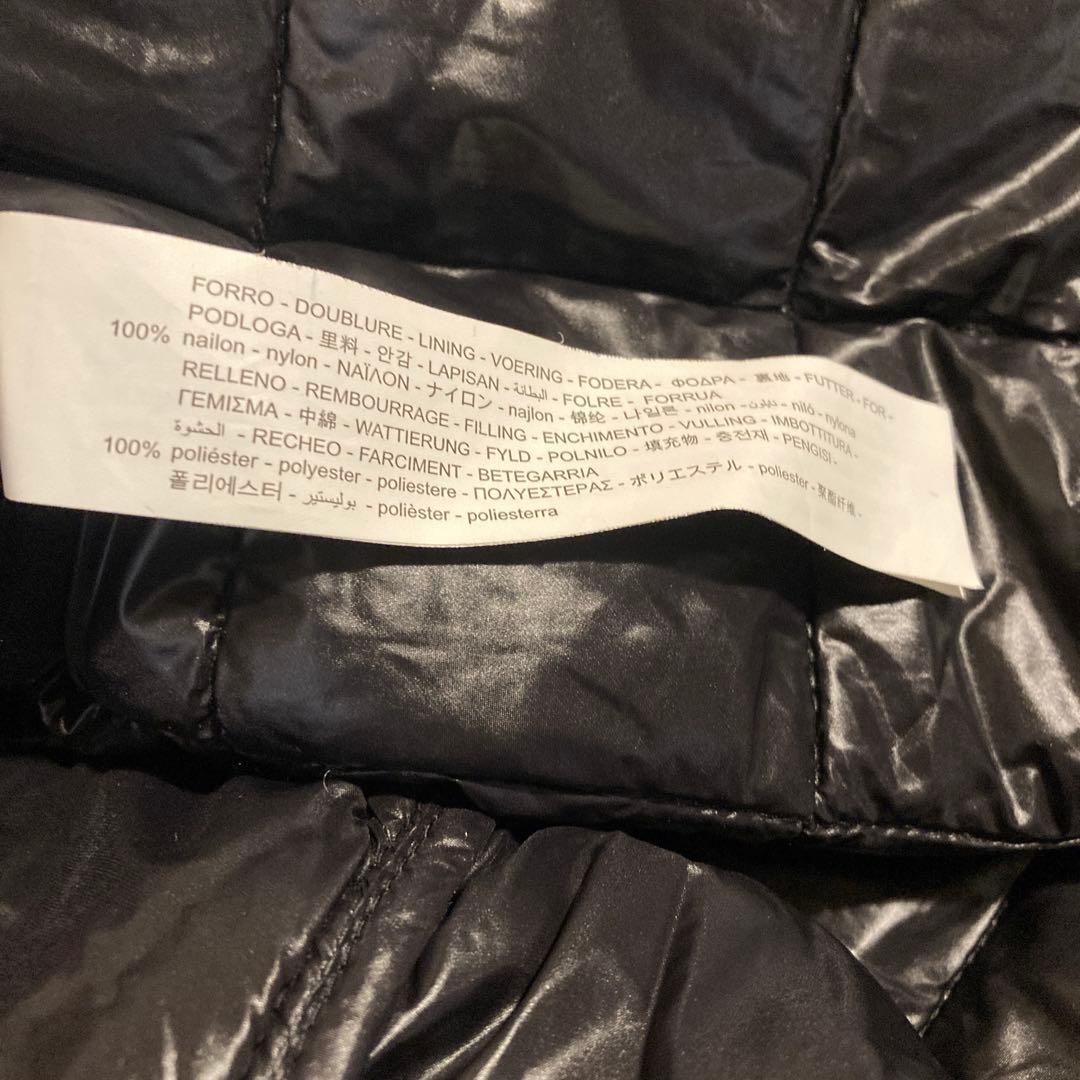 FORRO - DOUBLURE - LINING - VOERING - FODERA - ΦΟΔΡΑ - 裏地 - FUTTER - FOR -
PODLOGA - 里料 - 안감 - LAPISAN - البطانة - FOLRE - FORRUA
100% nailon - nylon - ΝΑΪΛΟΝ - ナイロン - najlon - 锦纶 - 나일론 - nilon - نايلون - niló - nylona
RELLENO - REMBOURRAGE - FILLING - ENCHIMENTO - VULLING - IMBOTTITURA -
ΓΕΜΙΣΜΑ - 中綿 - WATTIERUNG - FYLD - POLNILO - 填充物 - 충전재 - PENGISI -
الحشوة - RECHEO - FARCIMENT - BETEGARRIA
100% poliéster - polyester - poliestere - ΠΟΛΥΕΣΤΕΡΑΣ - ポリエステル - poliester - 聚酯纤维 -
폴리에스터 - بوليستير - polièster - poliesterra